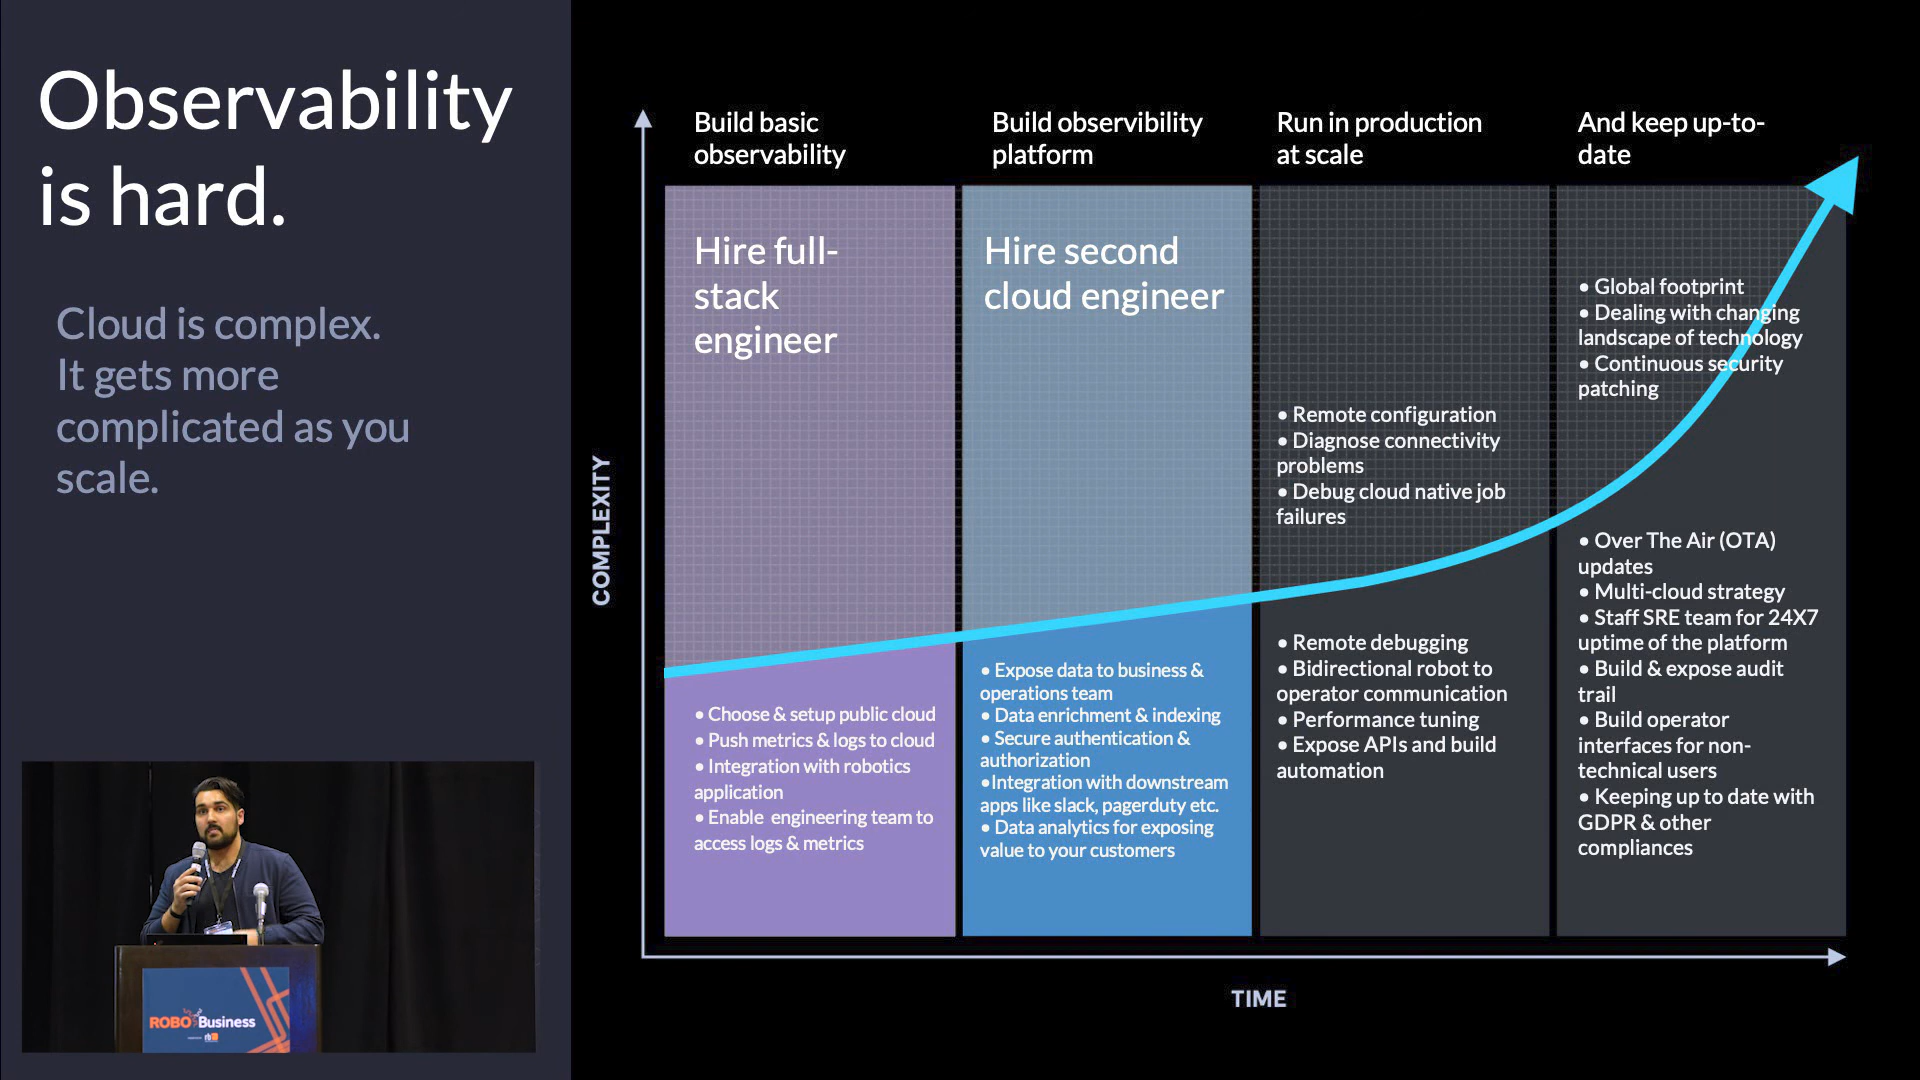 Observability
is hard.
Cloud is complex.
It gets more
complicated as you
scale.
ROBO Business
rb
COMPLEXITY
Build basic
observability
Hire full-
stack
engineer
• Choose & setup public cloud
• Push metrics & logs to cloud
• Integration with robotics
application
• Enable engineering team to
access logs & metrics
Build observibility
platform
Hire second
cloud engineer
• Expose data to business &
operations team
• Data enrichment & indexing
• Secure authentication &
authorization
•Integration with downstream
apps like slack, pagerduty etc.
• Data analytics for exposing
value to your customers
Run in production
at scale
• Remote configuration
• Diagnose connectivity
problems
• Debug cloud native job
failures
• Remote debugging
• Bidirectional robot to
operator communication
• Performance tuning
• Expose APIs and build
automation
And keep up-to-
date
• Global footprint
• Dealing with changing
landscape of technology
• Continuous security
patching
• Over The Air (OTA)
updates
• Multi-cloud strategy
• Staff SRE team for 24X7
uptime of the platform
• Build & expose audit
trail
• Build operator
interfaces for non-
technical users
• Keeping up to date with
GDPR & other
compliances
TIME